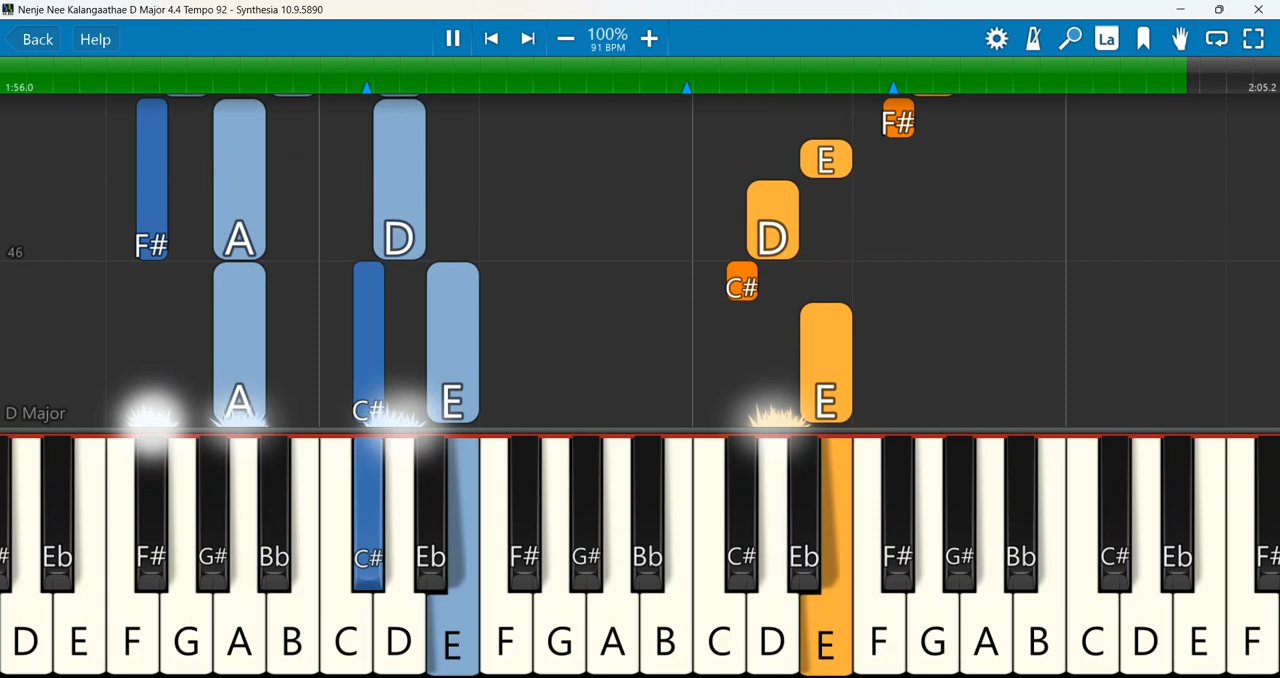 Nenje Nee Kalangaathae D Major 4.4 Tempo 92 - Synthesia 10.9.5890
Back Help 100% La
91 BPM
1:56.0 2:05.2
F# E
F# A D D
46
C#
A C# E E
D Major
# Eb F# G# Bb C# Eb F# G# Bb C# Eb F# G# Bb C# Eb F#
D E F G A B C D E F G A B C D E F G A B C D E F